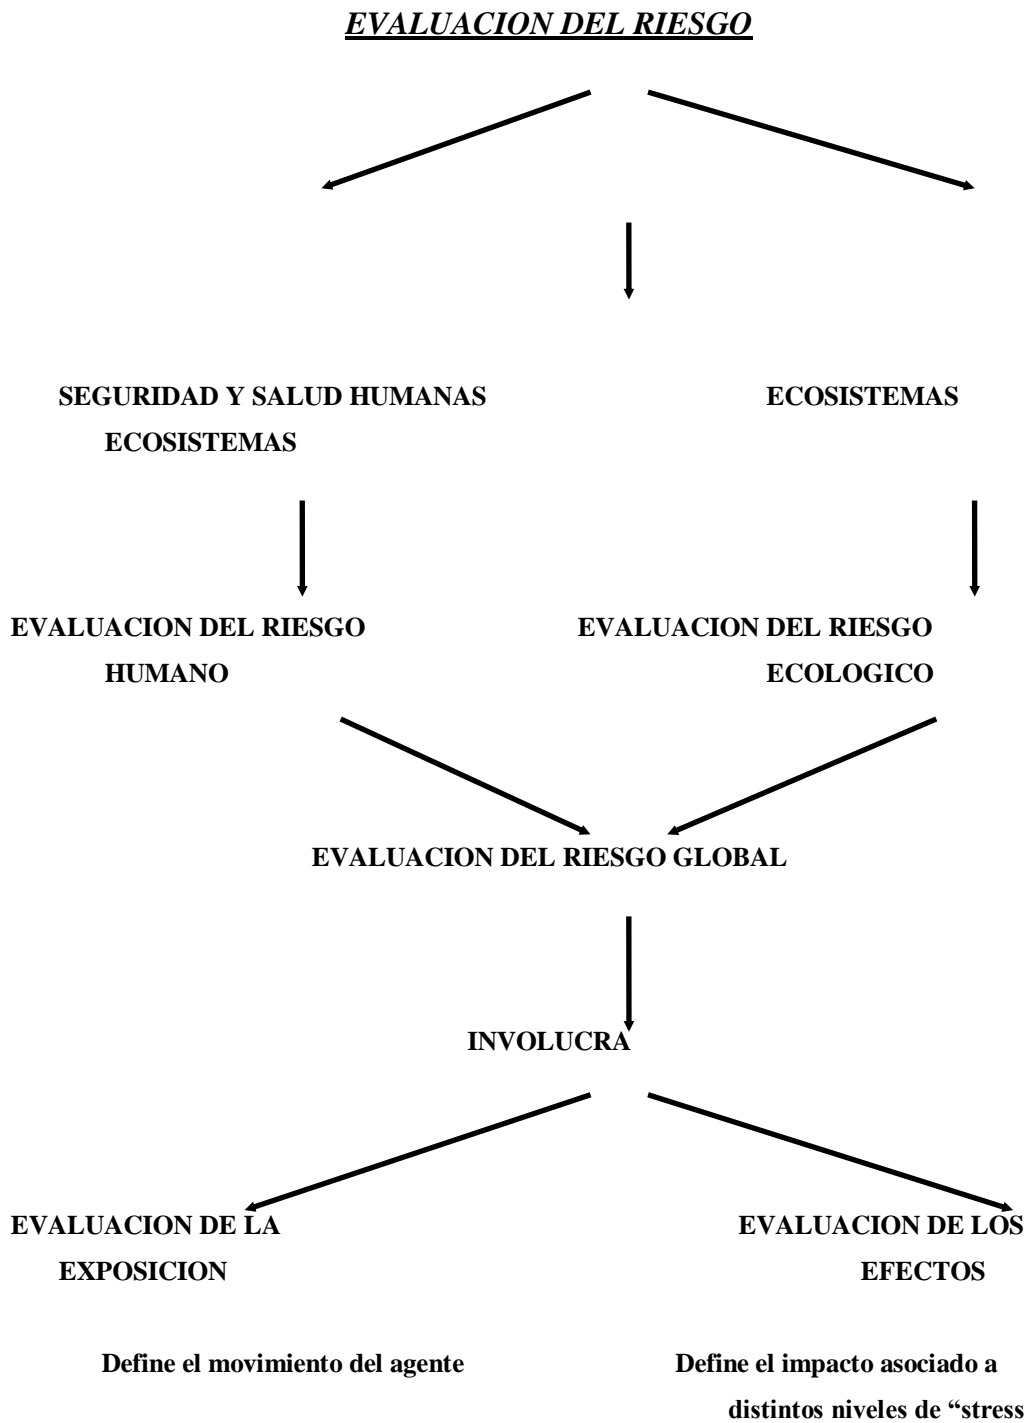 EVALUACION DEL RIESGO
SEGURIDAD Y SALUD HUMANAS ECOSISTEMAS
ECOSISTEMAS
EVALUACION DEL RIESGO EVALUACION DEL RIESGO
HUMANO ECOLOGICO
EVALUACION DEL RIESGO GLOBAL
INVOLUCRA
EVALUACION DE LA EVALUACION DE LOS
EXPOSICION EFECTOS
Define el movimiento del agente Define el impacto asociado a
distintos niveles de “stress